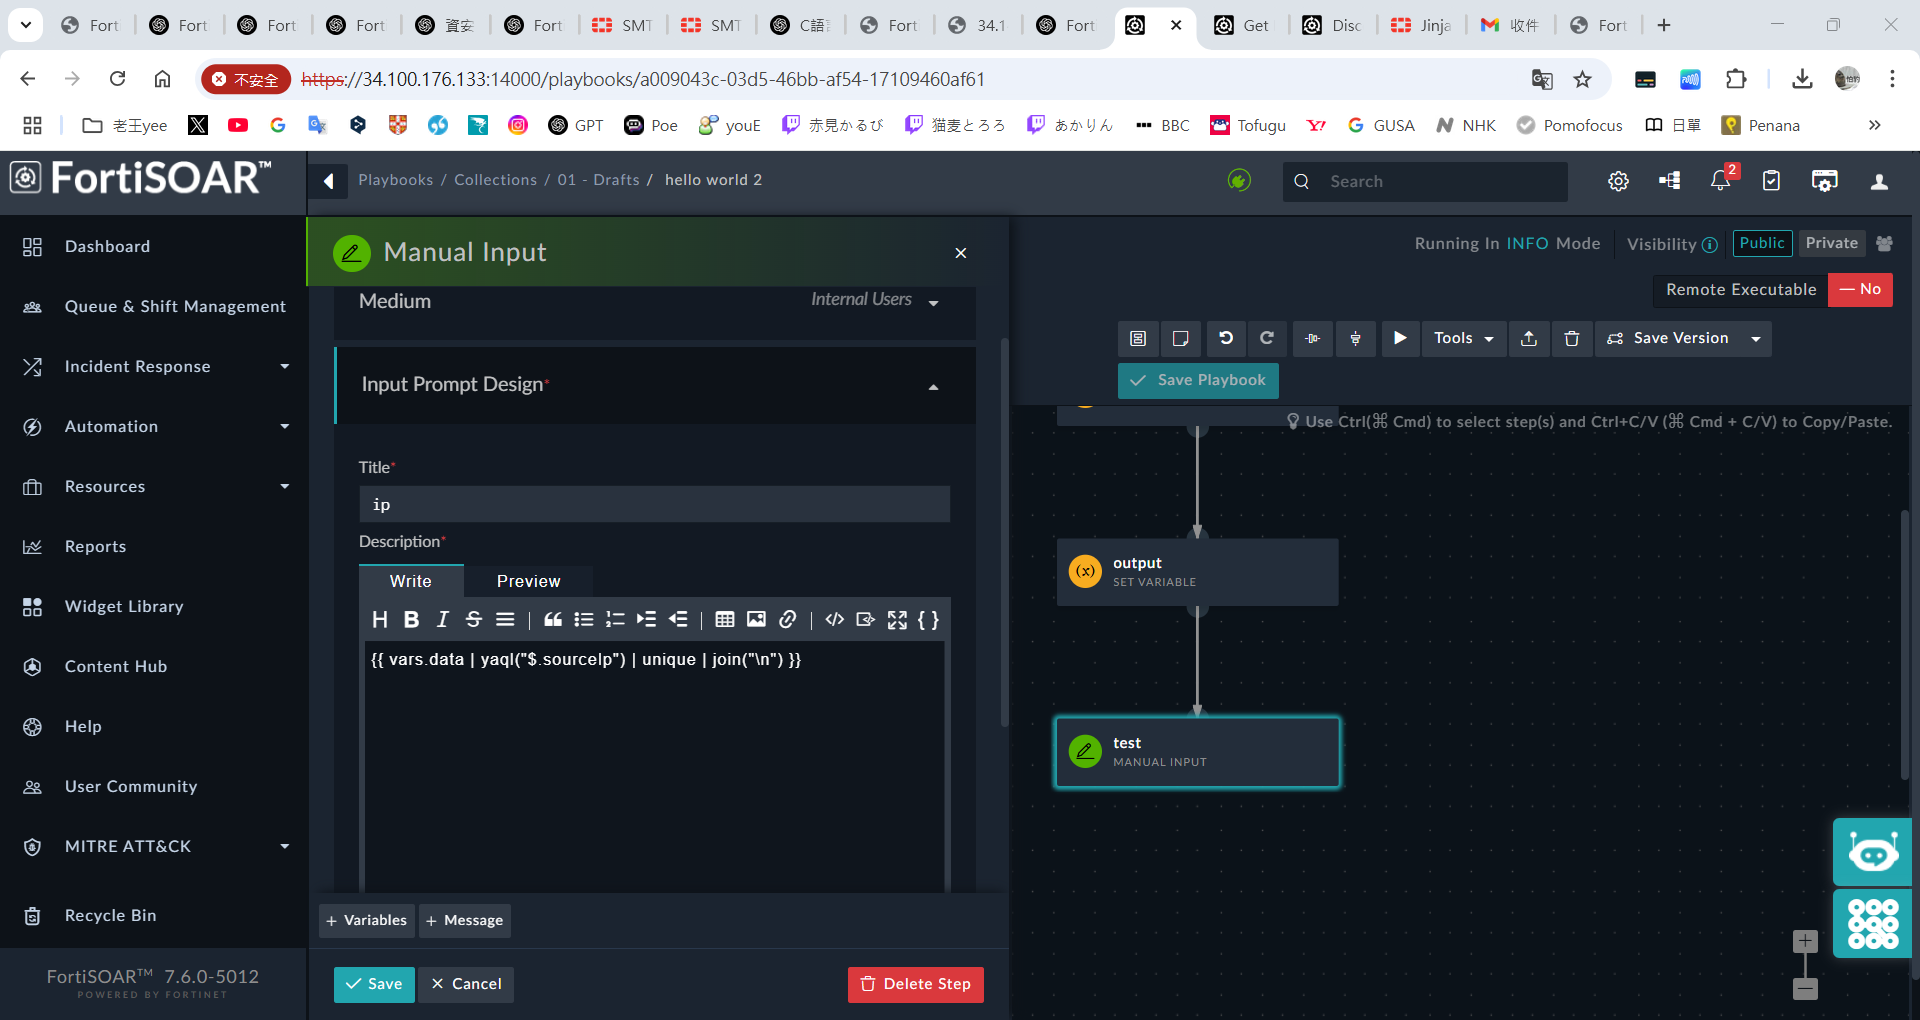 Fort
Fort
Fort
Fort
資安
Fort
SMT
SMT
C語
Fort
34.1
Fort
Get
Disc
Jinja
收件
Fort
不安全
https://34.100.176.133:14000/playbooks/a009043c-03d5-46bb-af54-17109460af61
老王yee
GPT
Poe
youE
赤見かるび
猫麦とろろ
あかりん
BBC
Tofugu
GUSA
NHK
Pomofocus
日單
Penana
FortiSOAR™
Playbooks / Collections / 01 - Drafts / hello world 2
Search
2
Dashboard
Queue & Shift Management
Incident Response
Automation
Resources
Reports
Widget Library
Content Hub
Help
User Community
MITRE ATT&CK
Recycle Bin
FortiSOAR™ 7.6.0-5012
POWERED BY FORTINET
Manual Input
Medium
Internal Users
Input Prompt Design*
Title*
ip
Description*
Write
Preview
{{ vars.data | yaql("$.sourceIp") | unique | join("\n") }}
+ Variables
+ Message
Save
Cancel
Delete Step
Running In INFO Mode
Visibility
Public
Private
Remote Executable
No
Tools
Save Version
Save Playbook
Use Ctrl(⌘ Cmd) to select step(s) and Ctrl+C/V (⌘ Cmd + C/V) to Copy/Paste.
(x)
output
SET VARIABLE
test
MANUAL INPUT